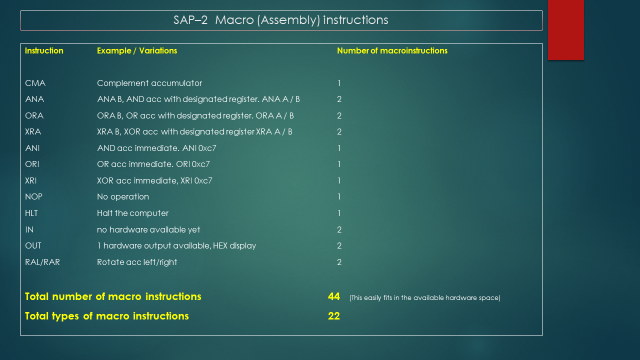 SAP–2 Macro (Assembly) instructions
Instruction Example / Variations Number of macroinstructions
CMA Complement accumulator 1
ANA ANA B, AND acc with designated register. ANA A / B 2
ORA ORA B, OR acc with designated register. ORA A / B 2
XRA XRA B, XOR acc with designated register XRA A / B 2
ANI AND acc immediate. ANI 0xc7 1
ORI OR acc immediate. ORI 0xc7 1
XRI XOR acc immediate, XRI 0xc7 1
NOP No operation 1
HLT Halt the computer 1
IN no hardware available yet 2
OUT 1 hardware output available, HEX display 2
RAL/RAR Rotate acc left/right 2
Total number of macro instructions 44 (This easily fits in the available hardware space)
Total types of macro instructions 22